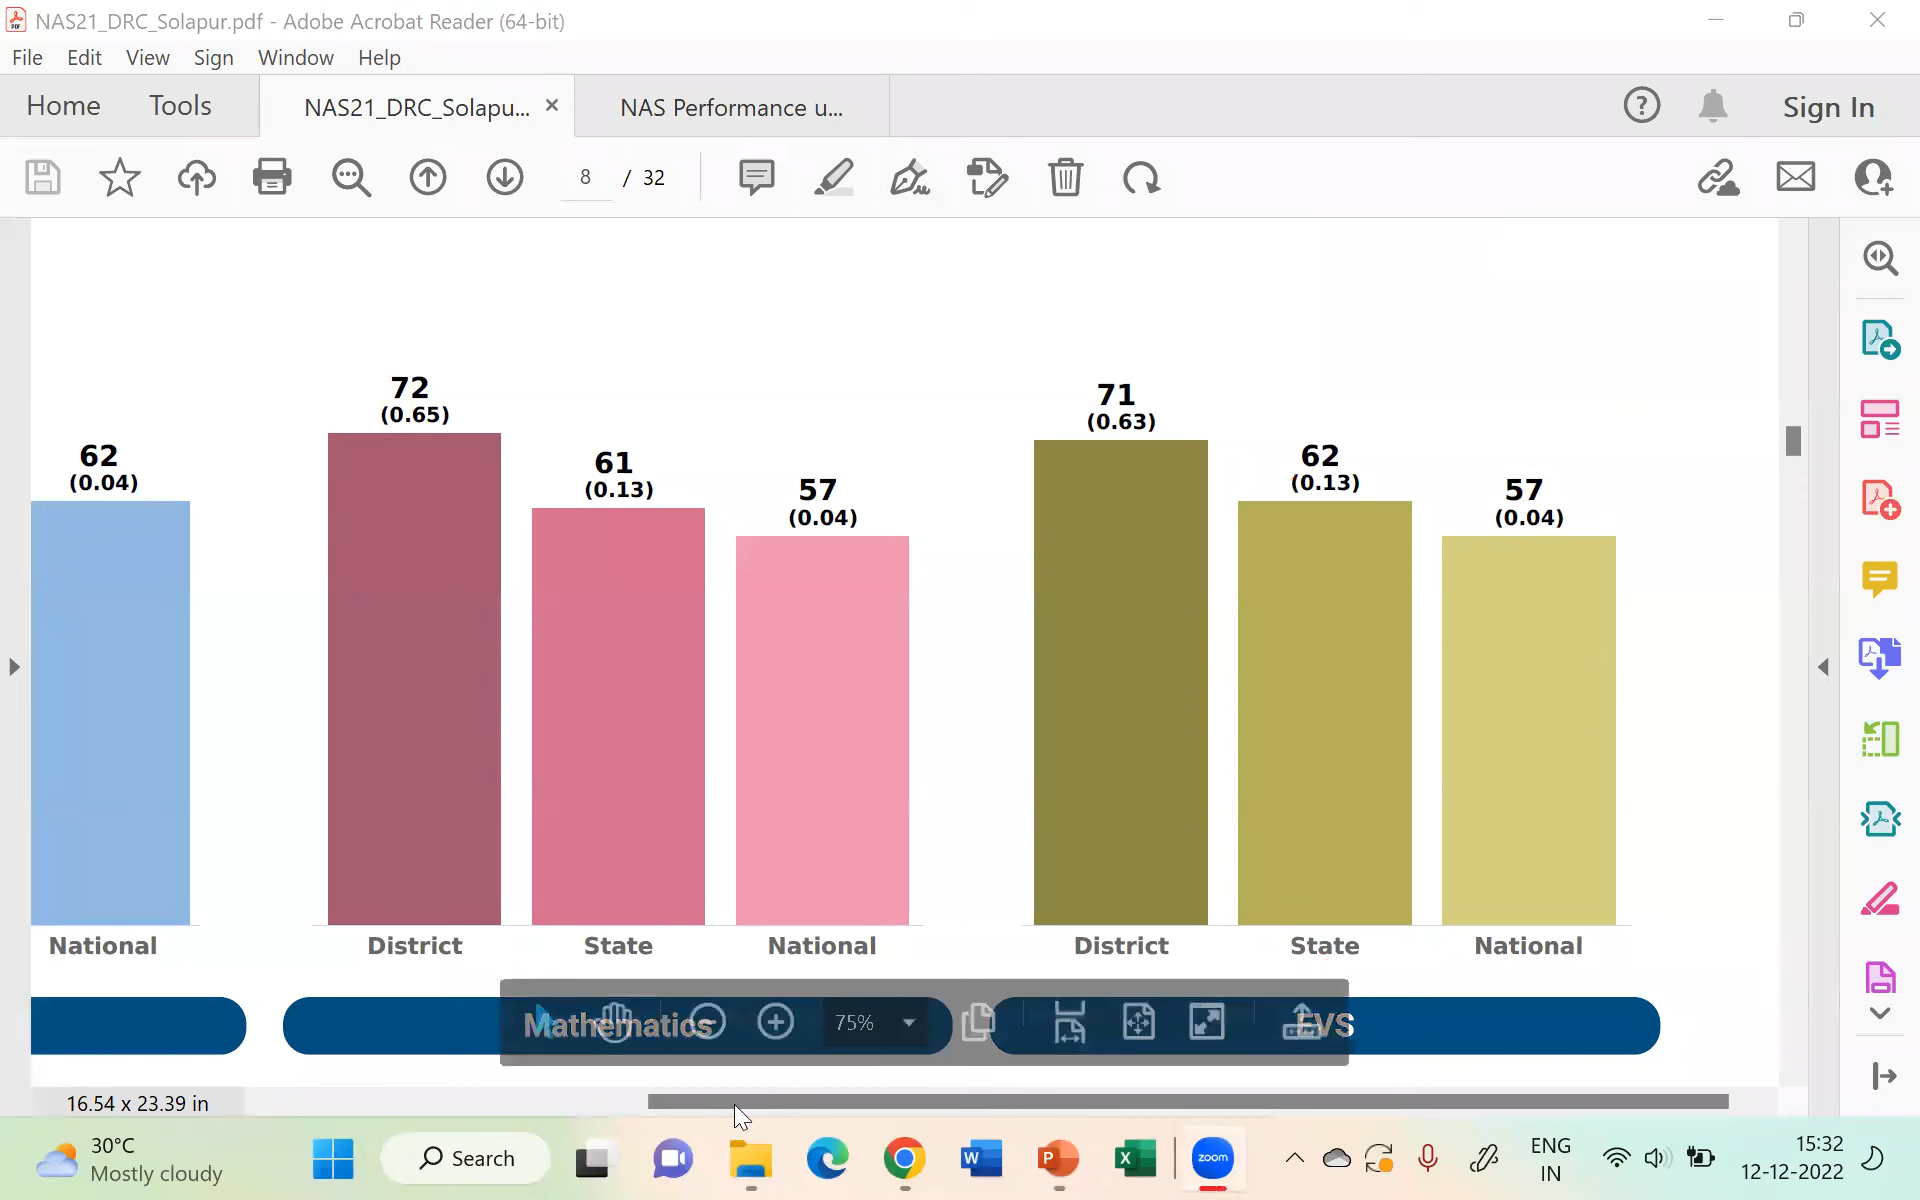 NAS21_DRC_Solapur.pdf - Adobe Acrobat Reader (64-bit)
File Edit View Sign Window Help
Home Tools NAS21_DRC_Solapu... × NAS Performance u... Sign In
8 / 32
62
(0.04)
72
(0.65)
61
(0.13)
57
(0.04)
71
(0.63)
62
(0.13)
57
(0.04)
National District State National District State National
Mathematics EVS
75%
16.54 x 23.39 in
30°C
Mostly cloudy
Search
zoom
ENG
IN
15:32
12-12-2022